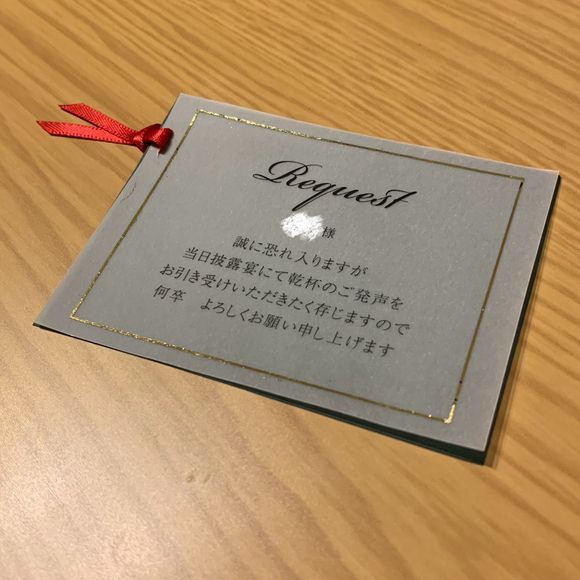 Request
様
誠に恐れ入りますが
当日披露宴にて乾杯のご発声を
お引き受けいただきたく存じますので
何卒　よろしくお願い申し上げます